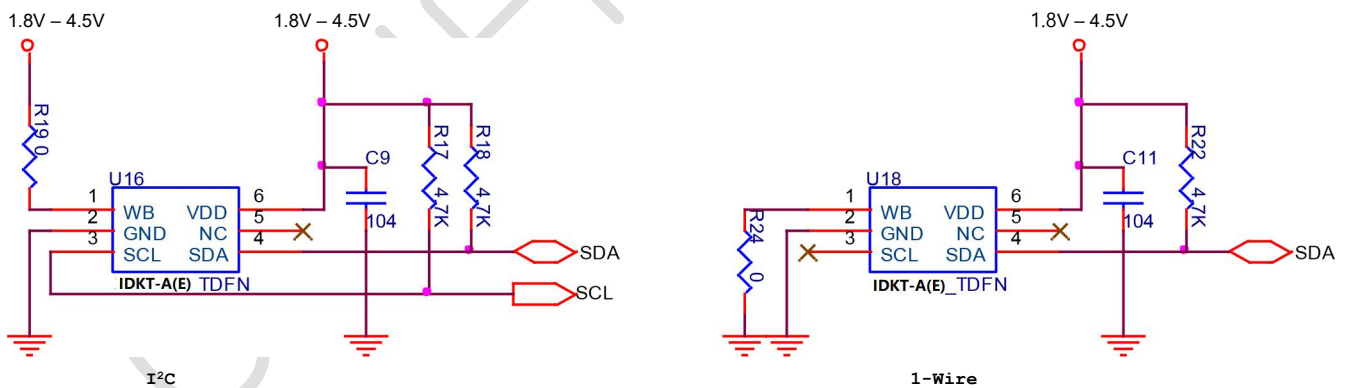 1.8V – 4.5V
1.8V – 4.5V
R19 0
U16
1 WB VDD 6
2 GND NC 5
3 SCL SDA 4
IDKT-A(E) TDFN
C9
104
R17 4.7K
R18 4.7K
SDA
SCL
I²C
1.8V – 4.5V
R24 0
U18
1 WB VDD 6
2 GND NC 5
3 SCL SDA 4
IDKT-A(E)_TDFN
C11
104
R22 4.7K
SDA
1-Wire